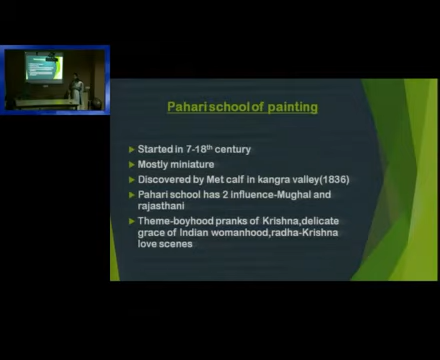 Pahari school of painting
Started in 7-18th century
Mostly miniature
Discovered by Met calf in kangra valley(1836)
Pahari school has 2 influence-Mughal and
rajasthani
Theme-boyhood pranks of Krishna,delicate
grace of Indian womanhood,radha-Krishna
love scenes